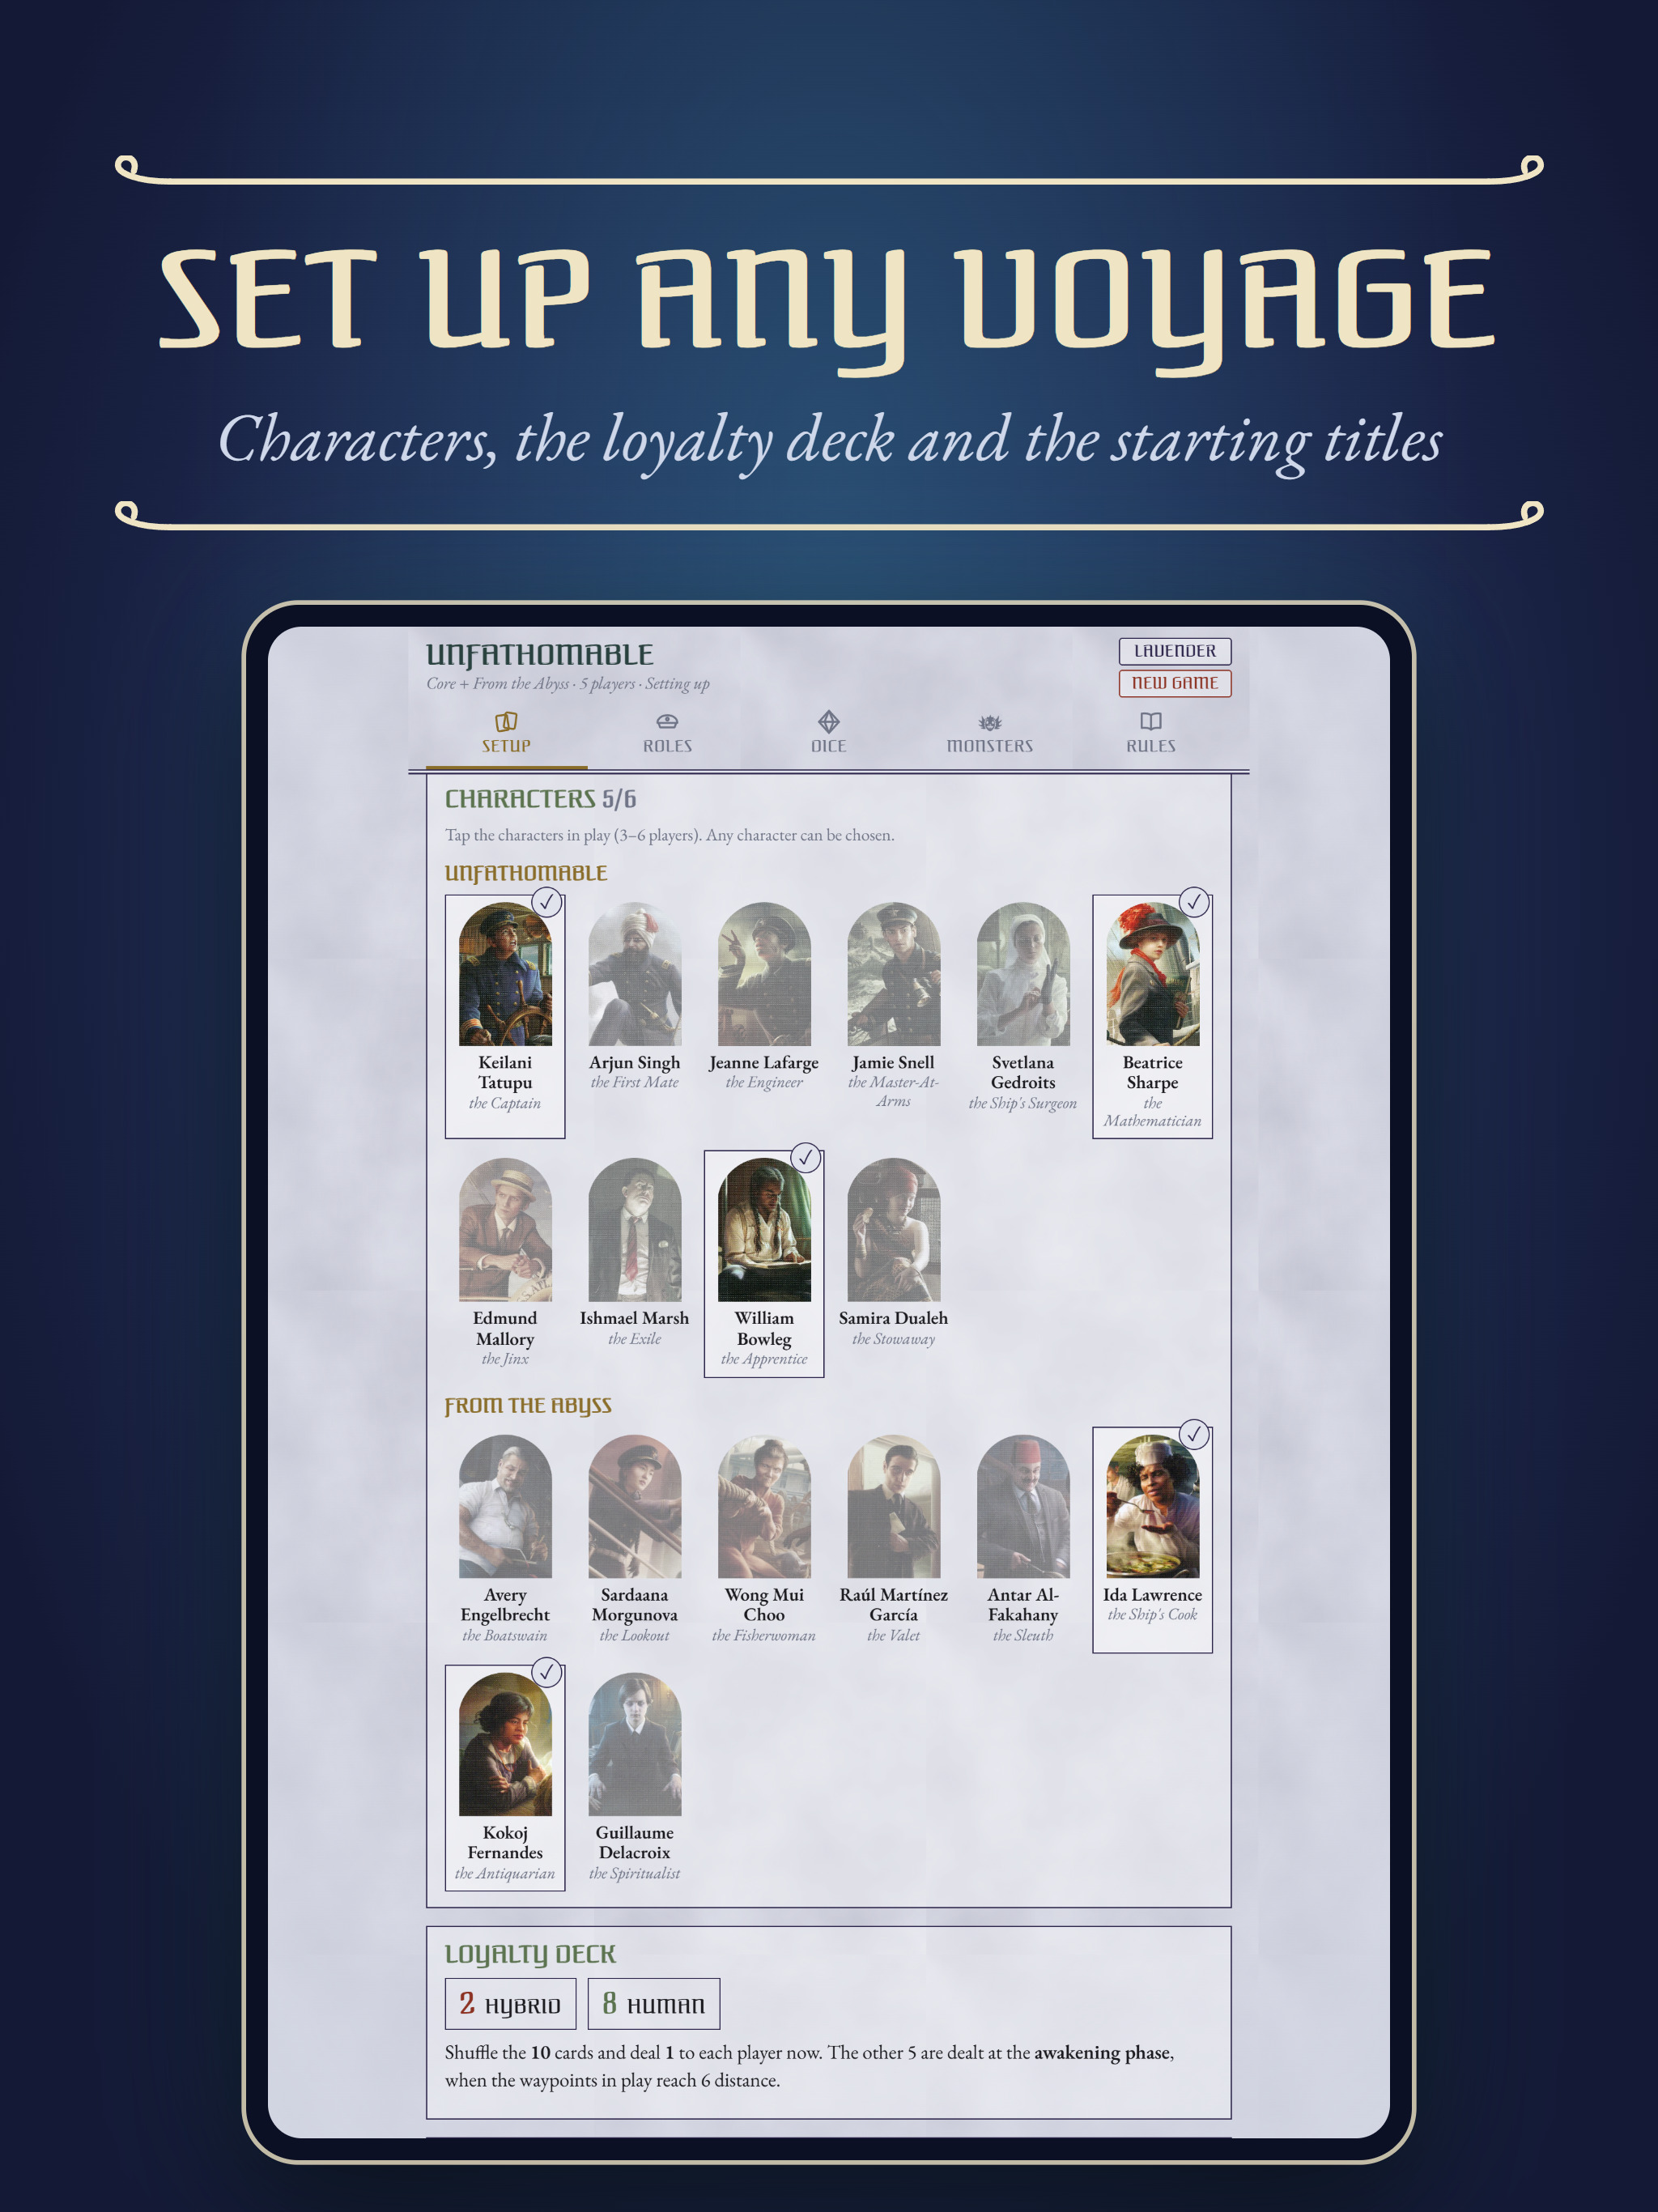 SET UP ANY VOYAGE
Characters, the loyalty deck and the starting titles
UNFATHOMABLE
LAVENDER
Core + From the Abyss · 5 players · Setting up
NEW GAME
SETUP
ROLES
DICE
MONSTERS
RULES
CHARACTERS 5/6
Tap the characters in play (3–6 players). Any character can be chosen.
UNFATHOMABLE
Keilani
Tatupu
the Captain
Arjun Singh
the First Mate
Jeanne Lafarge
the Engineer
Jamie Snell
the Master-At-
Arms
Svetlana
Gedroits
the Ship's Surgeon
Beatrice
Sharpe
the
Mathematician
Edmund
Mallory
the Jinx
Ishmael Marsh
the Exile
William
Bowleg
the Apprentice
Samira Dualeh
the Stowaway
FROM THE ABYSS
Avery
Engelbrecht
the Boatswain
Sardaana
Morgunova
the Lookout
Wong Mui
Choo
the Fisherwoman
Raúl Martínez
García
the Valet
Antar Al-
Fakahany
the Sleuth
Ida Lawrence
the Ship's Cook
Kokoj
Fernandes
the Antiquarian
Guillaume
Delacroix
the Spiritualist
LOYALTY DECK
2 HYBRID
8 HUMAN
Shuffle the 10 cards and deal 1 to each player now. The other 5 are dealt at the awakening phase,
when the waypoints in play reach 6 distance.